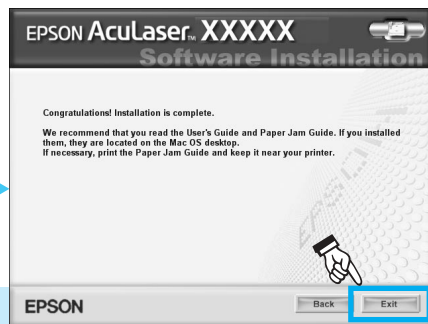 EPSON AcuLaser™ XXXXX
Software Installation
Congratulations! Installation is complete.
We recommend that you read the User's Guide and Paper Jam Guide. If you installed
them, they are located on the Mac OS desktop.
If necessary, print the Paper Jam Guide and keep it near your printer.
EPSON
EPSON
Back Exit